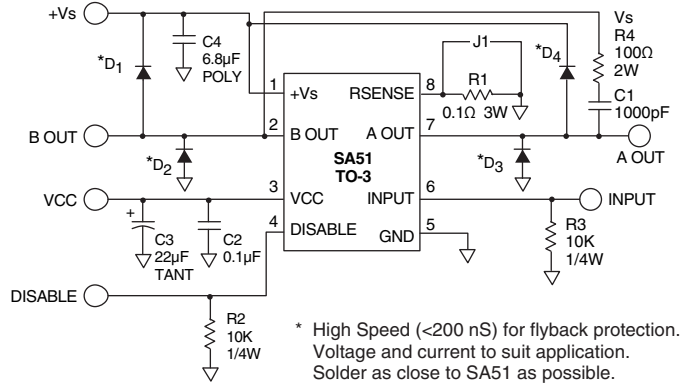 +Vs
C4
6.8µF
POLY
*D1
J1
*D4
Vs
R4
100Ω
2W
C1
1000pF
1
+Vs
RSENSE
8
R1
0.1Ω 3W
B OUT
2
B OUT
A OUT
7
A OUT
SA51
TO-3
*D2
*D3
VCC
3
VCC
INPUT
6
INPUT
4
DISABLE
GND
5
+
C3
22µF
TANT
C2
0.1µF
R3
10K
1/4W
DISABLE
R2
10K
1/4W
* High Speed (<200 nS) for flyback protection.
Voltage and current to suit application.
Solder as close to SA51 as possible.